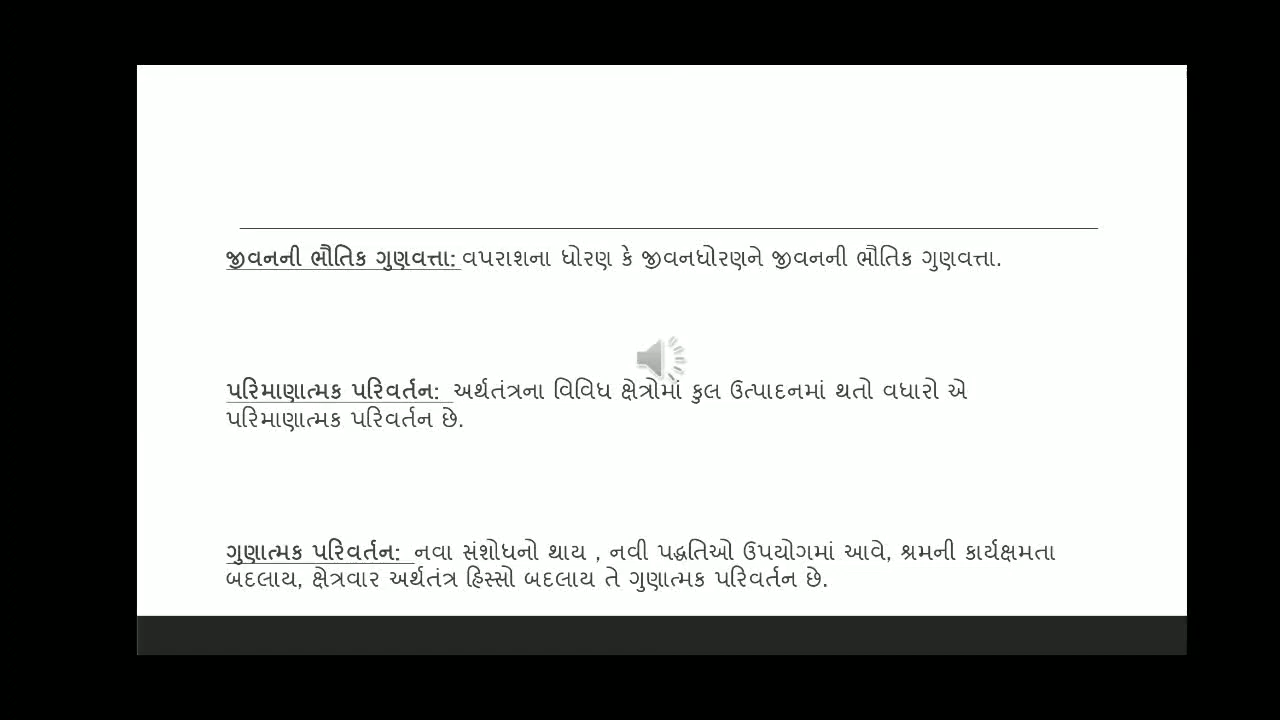 જીવનની ભૌતિક ગુણવત્તા: વપરાશના ધોરણ કે જીવનધોરણને જીવનની ભૌતિક ગુણવત્તા.
પરિમાણાત્મક પરિવર્તન: અર્થતંત્રના વિવિધ ક્ષેત્રોમાં કુલ ઉત્પાદનમાં થતો વધારો એ
પરિમાણાત્મક પરિવર્તન છે.
ગુણાત્મક પરિવર્તન: નવા સંશોધનો થાય , નવી પદ્ધતિઓ ઉપયોગમાં આવે, શ્રમની કાર્યક્ષમતા
બદલાય, ક્ષેત્રવાર અર્થતંત્ર હિસ્સો બદલાય તે ગુણાત્મક પરિવર્તન છે.